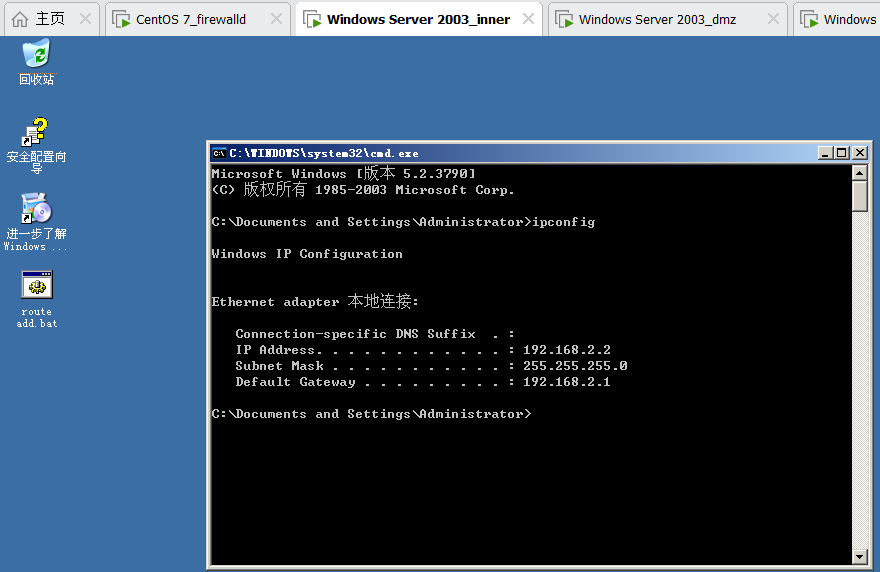 主页
CentOS 7_firewalld
Windows Server 2003_inner
Windows Server 2003_dmz
Windows
回收站
安全配置向
导
进一步了解
Windows ...
route
add.bat
C:\WINDOWS\system32\cmd.exe
Microsoft Windows [版本 5.2.3790]
(C) 版权所有 1985-2003 Microsoft Corp.
C:\Documents and Settings\Administrator>ipconfig
Windows IP Configuration
Ethernet adapter 本地连接:
Connection-specific DNS Suffix  . :
IP Address. . . . . . . . . . . . : 192.168.2.2
Subnet Mask . . . . . . . . . . . : 255.255.255.0
Default Gateway . . . . . . . . . : 192.168.2.1
C:\Documents and Settings\Administrator>